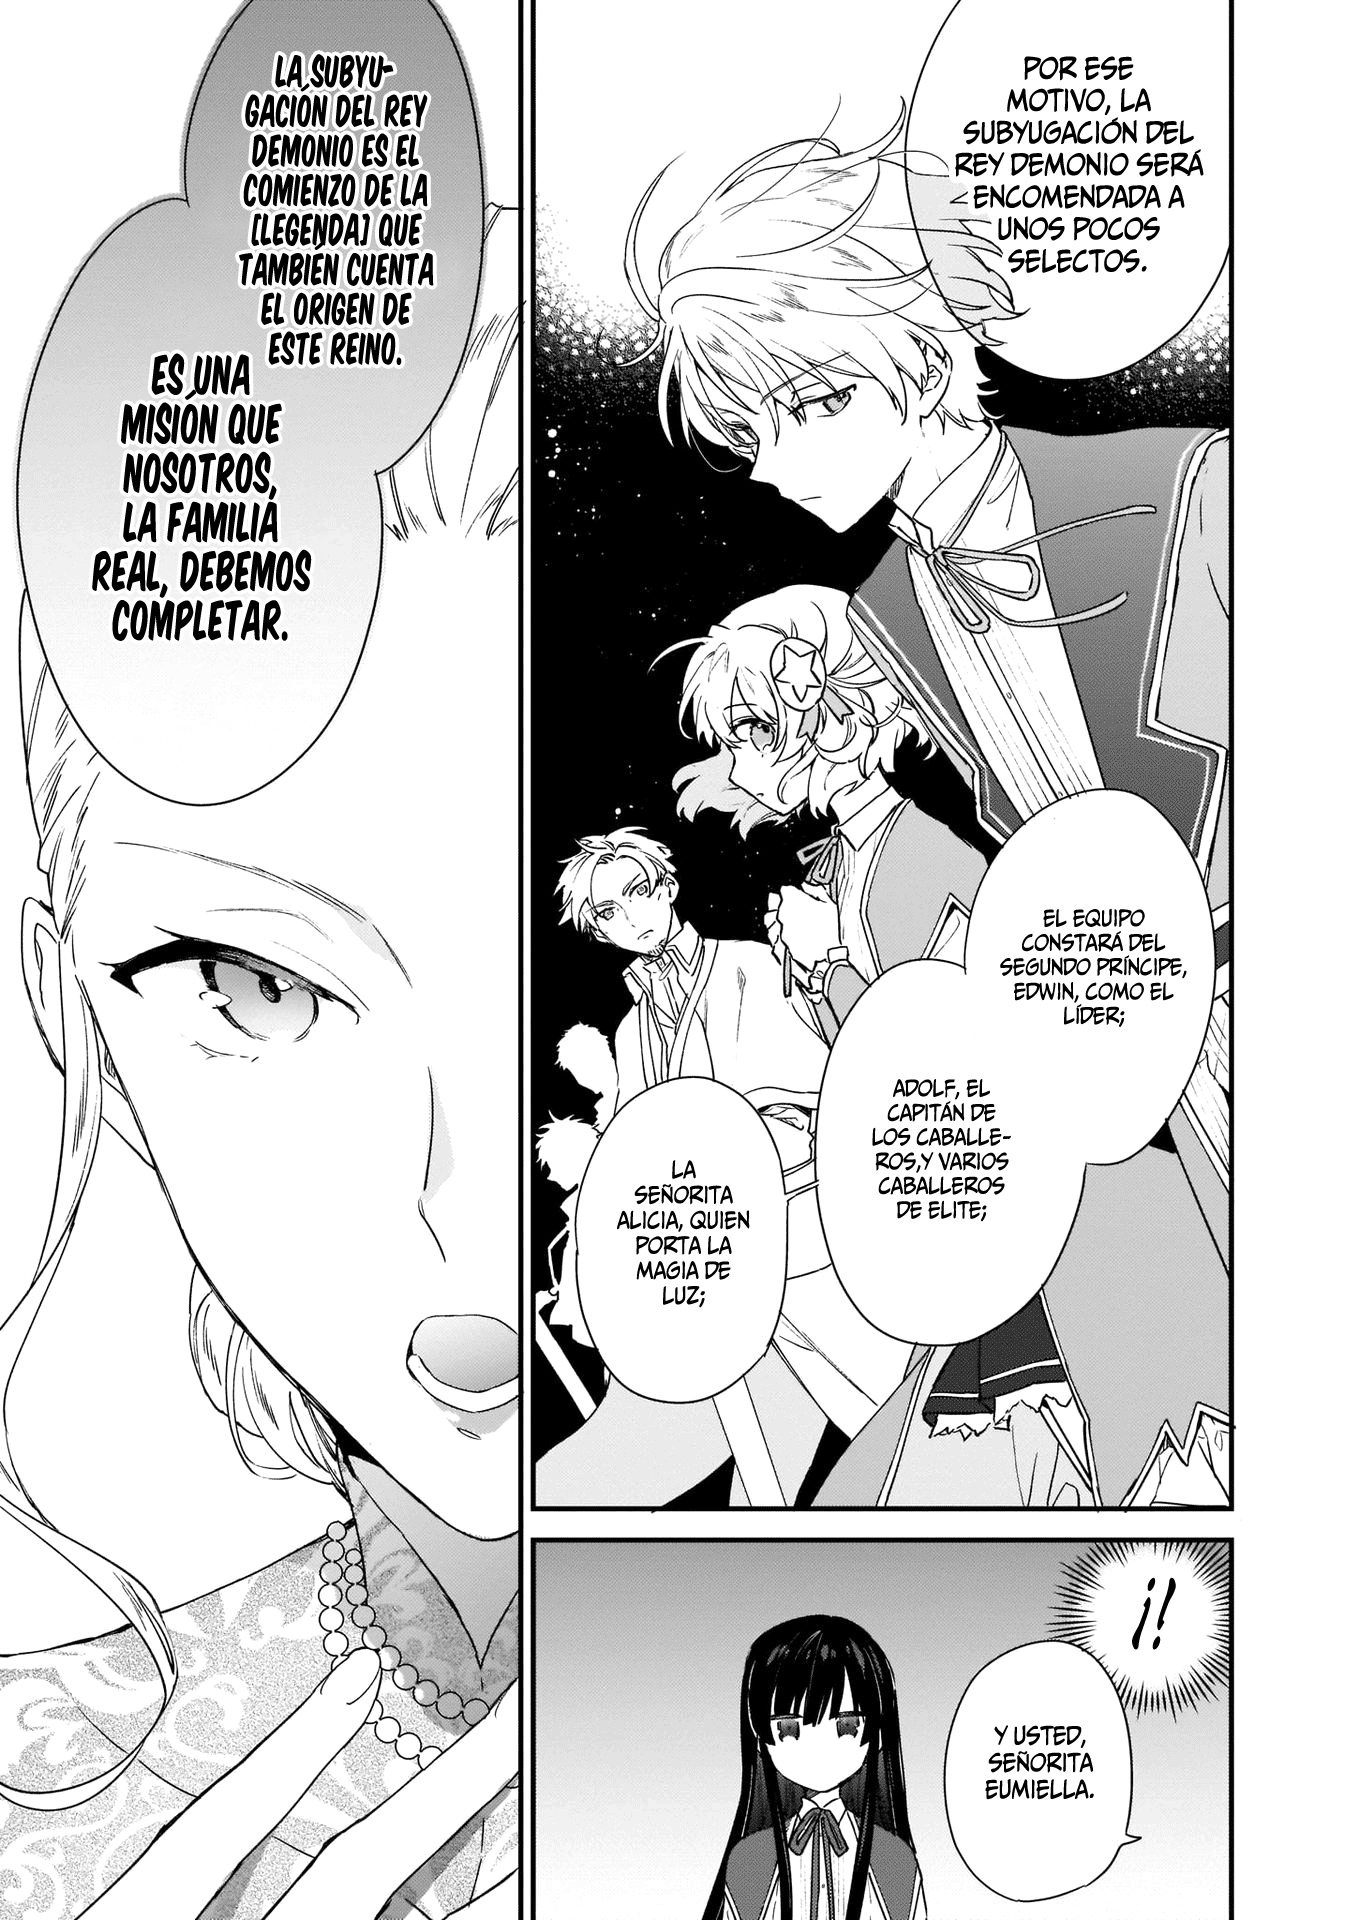 POR ESE
MOTIVO, LA
SUBYUGACIÓN DEL
REY DEMONIO SERÁ
ENCOMENDADA A
UNOS POCOS
SELECTOS.
EL EQUIPO
CONSTARÁ DEL
SEGUNDO PRÍNCIPE,
EDWIN, COMO EL
LÍDER;
ADOLF, EL
CAPITÁN DE
LOS CABALLE-
ROS,Y VARIOS
CABALLEROS
DE ELITE;
LA
SEÑORITA
ALICIA, QUIEN
PORTA LA
MAGIA DE
LUZ;
¡!
Y USTED,
SEÑORITA
EUMIELLA.
LA SUBYU-
GACIÓN DEL REY
DEMONIO ES EL
COMIENZO DE LA
[LEGENDA] QUE
TAMBIÉN CUENTA
EL ORIGEN DE
ESTE REINO.
ES UNA
MISIÓN QUE
NOSOTROS,
LA FAMILIA
REAL, DEBEMOS
COMPLETAR.